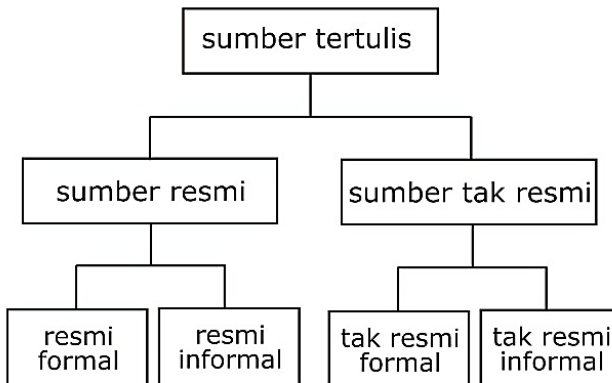 sumber tertulis
sumber resmi
sumber tak resmi
resmi
formal
resmi
informal
tak resmi
formal
tak resmi
informal